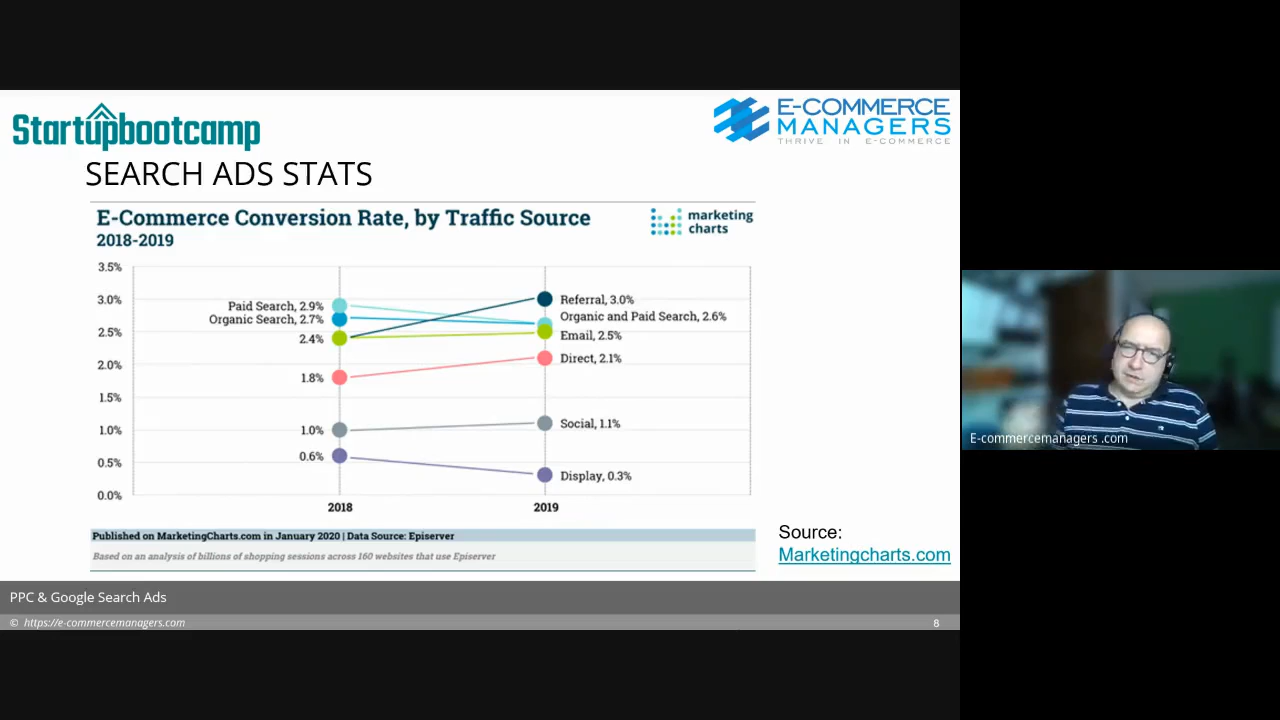 Startupbootcamp
E-COMMERCE
MANAGERS
THRIVE IN E-COMMERCE
SEARCH ADS STATS
E-Commerce Conversion Rate, by Traffic Source
2018-2019
marketing
charts
3.5%
3.0%
2.5%
2.0%
1.5%
1.0%
0.5%
0.0%
Paid Search, 2.9%
Organic Search, 2.7%
2.4%
1.8%
1.0%
0.6%
Referral, 3.0%
Organic and Paid Search, 2.6%
Email, 2.5%
Direct, 2.1%
Social, 1.1%
Display, 0.3%
2018
2019
Published on MarketingCharts.com in January 2020 | Data Source: Episerver
Based on an analysis of billions of shopping sessions across 160 websites that use Episerver
Source:
Marketingcharts.com
PPC & Google Search Ads
© https://e-commercemanagers.com
8
E-commercemanagers .com